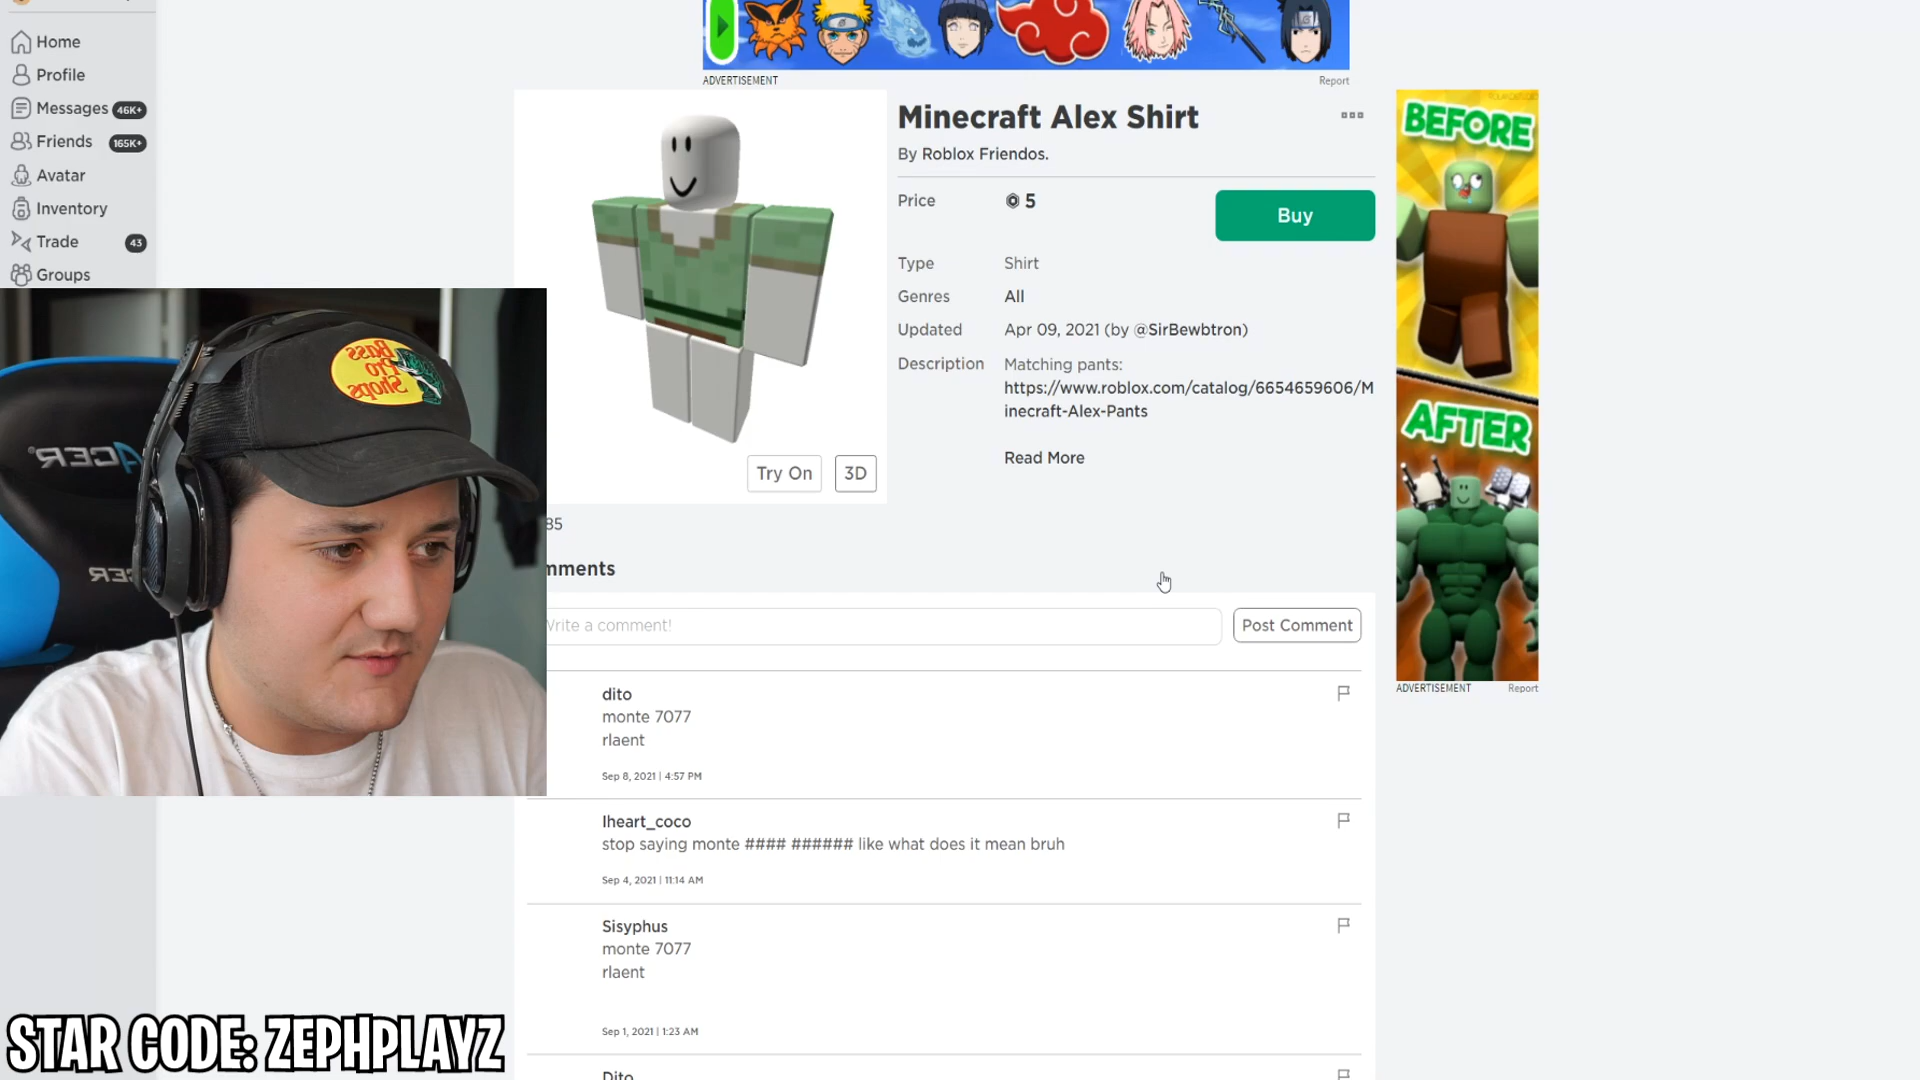 Home
Profile
Messages 46K+
Friends 165K+
Avatar
Inventory
Trade 43
Groups
ADVERTISEMENT
Report
Minecraft Alex Shirt
By Roblox Friendos.
Price 5
Buy
Type Shirt
Genres All
Updated Apr 09, 2021 (by @SirBewbtron)
Description Matching pants:
https://www.roblox.com/catalog/6654659606/M
inecraft-Alex-Pants
Read More
Try On
3D
BEFORE
AFTER
ADVERTISEMENT
Report
Bass
Pro
Shops
ACER
85
mments
Write a comment!
Post Comment
dito
monte 7077
rlaent
Sep 8, 2021 | 4:57 PM
Iheart_coco
stop saying monte #### ###### like what does it mean bruh
Sep 4, 2021 | 11:14 AM
Sisyphus
monte 7077
rlaent
Sep 1, 2021 | 1:23 AM
Dito
STAR CODE: ZEPHPLAYZ